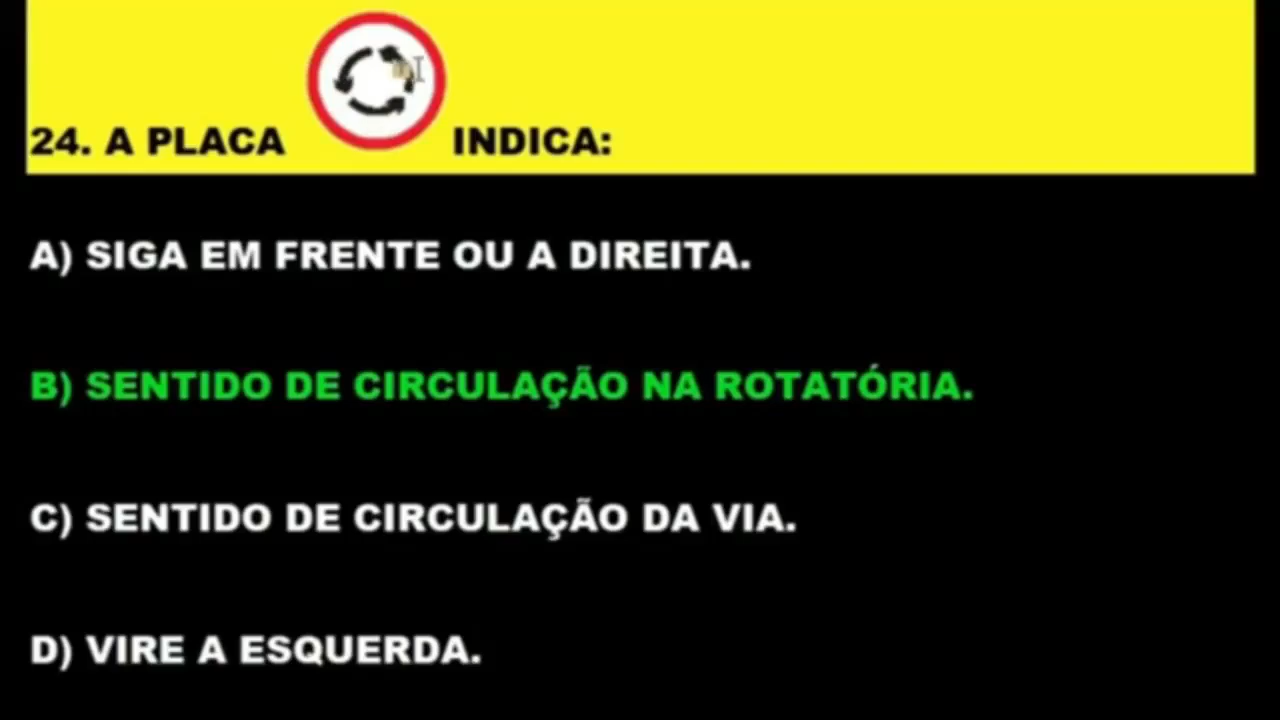 24. A PLACA INDICA:
A) SIGA EM FRENTE OU A DIREITA.
B) SENTIDO DE CIRCULAÇÃO NA ROTATÓRIA.
C) SENTIDO DE CIRCULAÇÃO DA VIA.
D) VIRE A ESQUERDA.